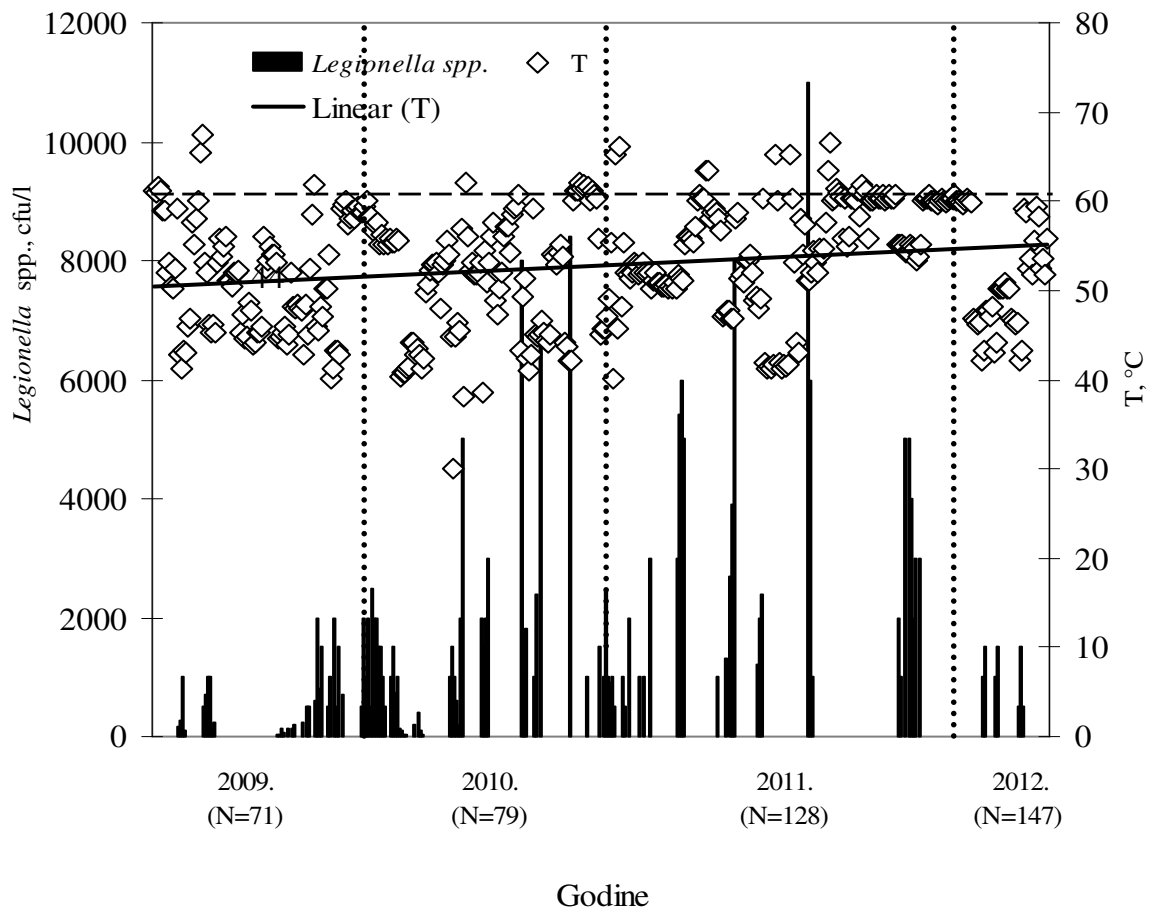 12000
10000
8000
6000
4000
2000
0
Legionella spp., cfu/l
Legionella spp.
T
Linear (T)
80
70
60
50
40
30
20
10
0
T, °C
2009.
(N=71)
2010.
(N=79)
2011.
(N=128)
2012.
(N=147)
Godine